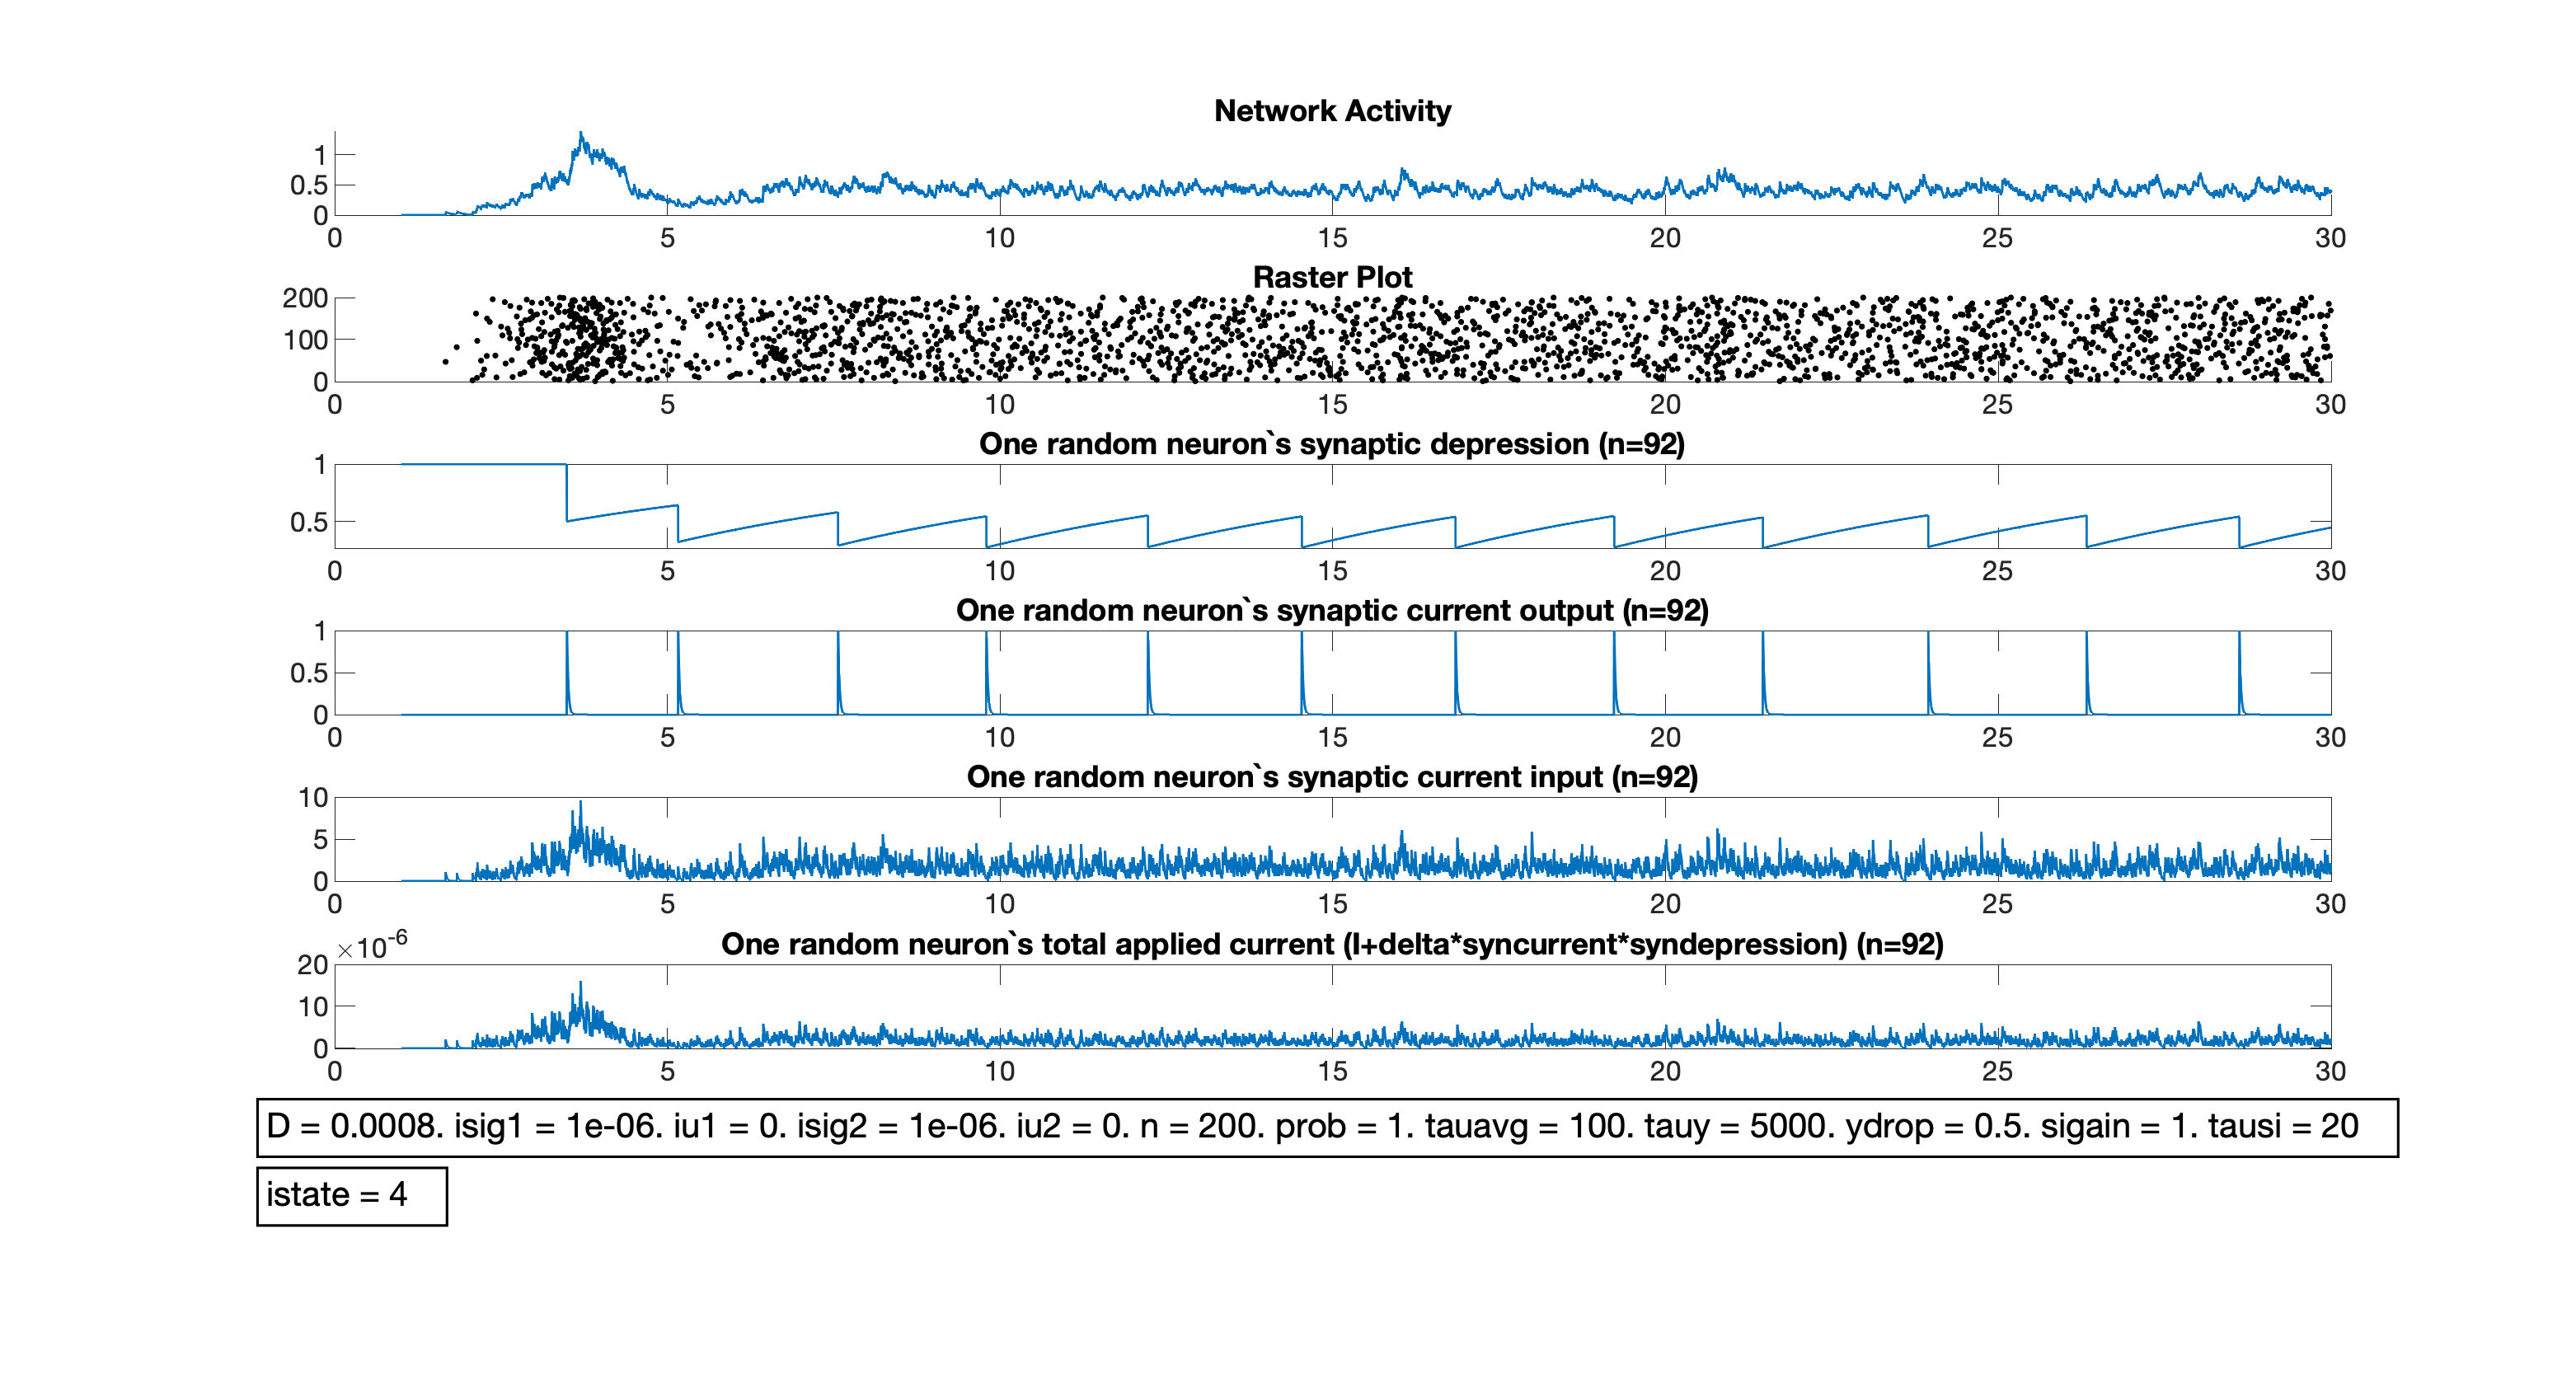 Network Activity
1
0.5
0
0 5 10 15 20 25 30
Raster Plot
200
100
0
0 5 10 15 20 25 30
One random neuron`s synaptic depression (n=92)
1
0.5
0 5 10 15 20 25 30
One random neuron`s synaptic current output (n=92)
1
0.5
0
0 5 10 15 20 25 30
One random neuron`s synaptic current input (n=92)
10
5
0
0 5 10 15 20 25 30
×10-6 One random neuron`s total applied current (I+delta*syncurrent*syndepression) (n=92)
20
10
0
0 5 10 15 20 25 30
D = 0.0008. isig1 = 1e-06. iu1 = 0. isig2 = 1e-06. iu2 = 0. n = 200. prob = 1. tauavg = 100. tauy = 5000. ydrop = 0.5. sigain = 1. tausi = 20
istate = 4